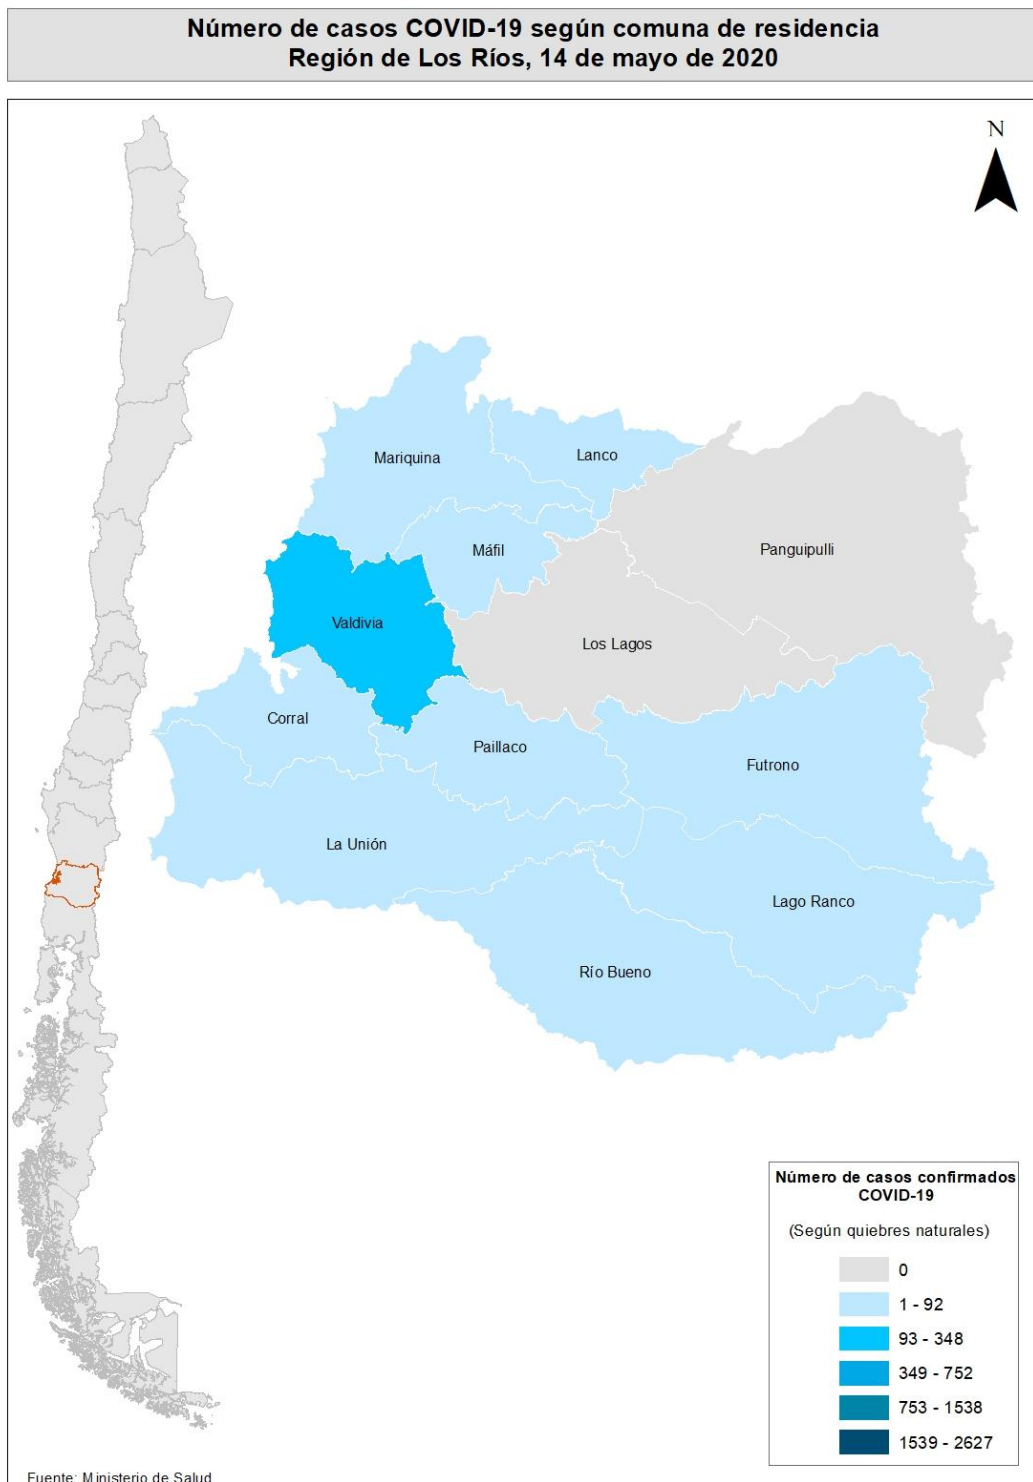 Número de casos COVID-19 según comuna de residencia
Región de Los Ríos, 14 de mayo de 2020
N
Mariquina
Lanco
Máfil
Panguipulli
Valdivia
Los Lagos
Corral
Paillaco
Futrono
La Unión
Lago Ranco
Río Bueno
Número de casos confirmados
COVID-19
(Según quiebres naturales)
0
1 - 92
93 - 348
349 - 752
753 - 1538
1539 - 2627
Fuente: Ministerio de Salud